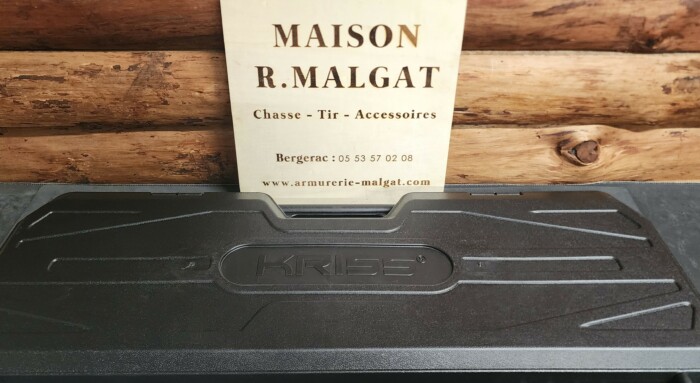 MAISON
R.MALGAT
Chasse - Tir - Accessoires
Bergerac : 05 53 57 02 08
www.armurerie-malgat.com
KRISS®